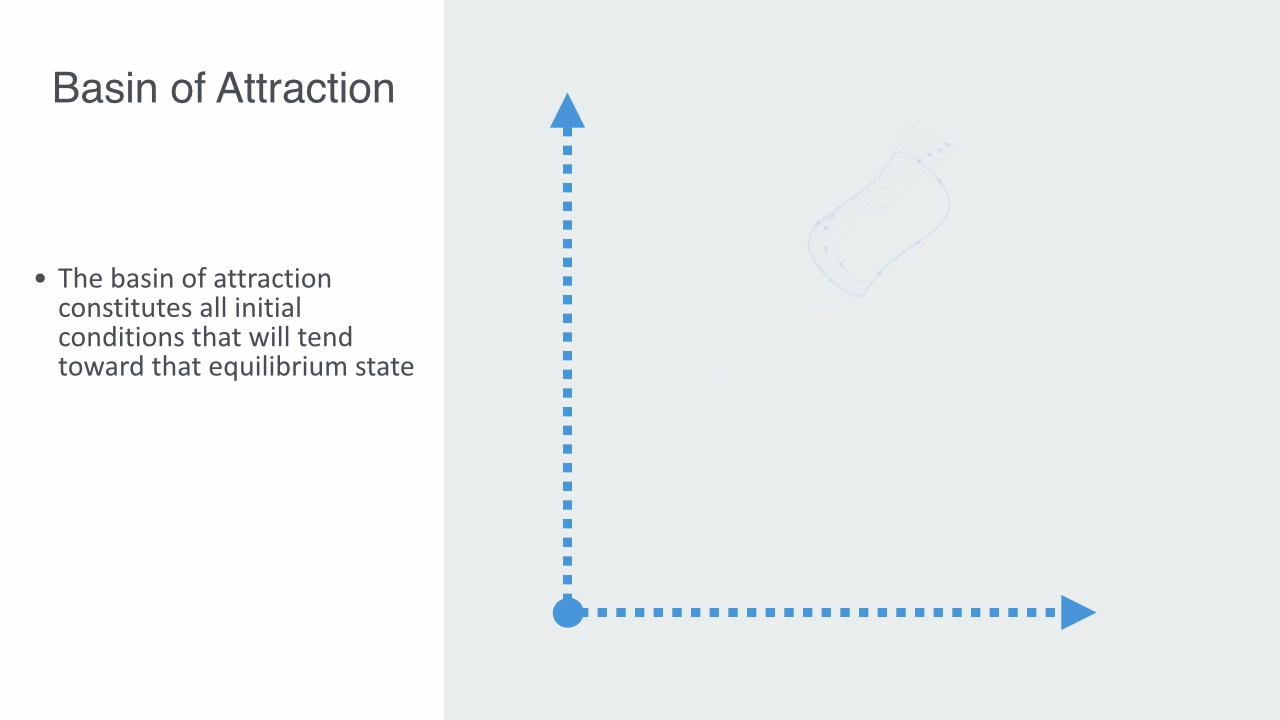 Basin of Attraction
• The basin of attraction
constitutes all initial
conditions that will tend
toward that equilibrium state